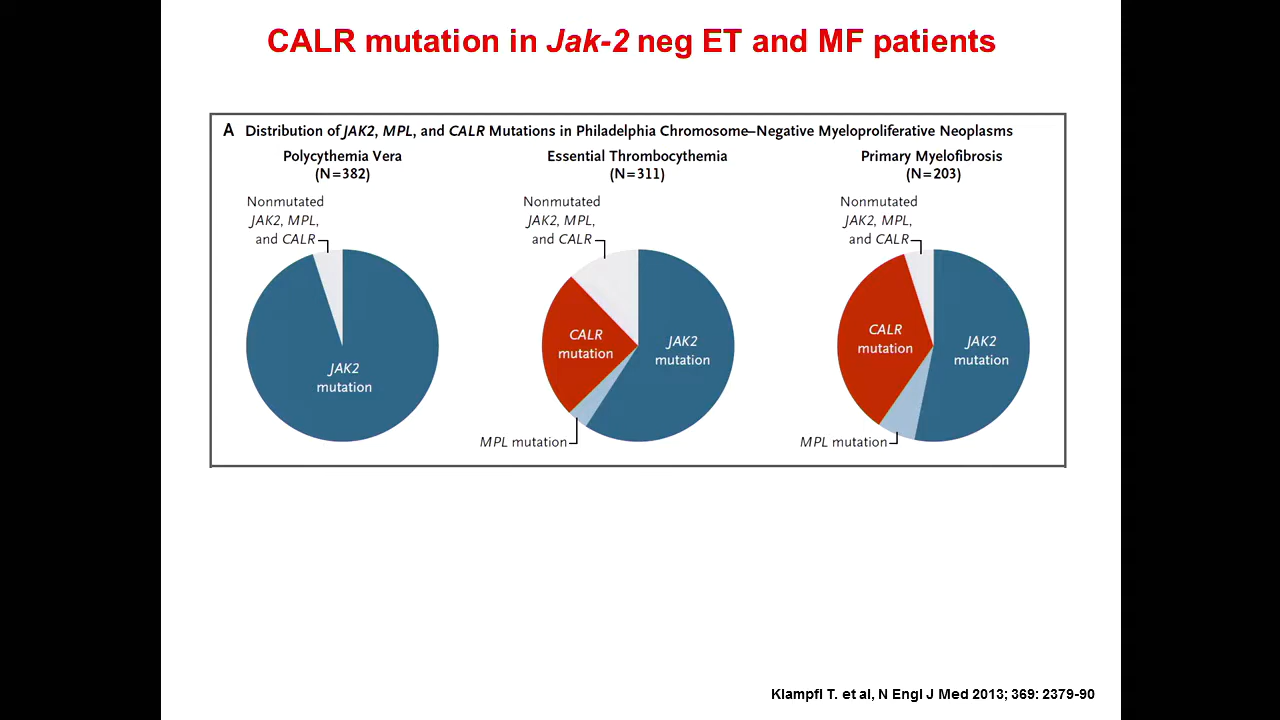 CALR mutation in Jak-2 neg ET and MF patients
A Distribution of JAK2, MPL, and CALR Mutations in Philadelphia Chromosome–Negative Myeloproliferative Neoplasms
Polycythemia Vera
(N=382)
Nonmutated
JAK2, MPL,
and CALR
JAK2
mutation
Essential Thrombocythemia
(N=311)
Nonmutated
JAK2, MPL,
and CALR
CALR
mutation
JAK2
mutation
MPL mutation
Primary Myelofibrosis
(N=203)
Nonmutated
JAK2, MPL,
and CALR
CALR
mutation
JAK2
mutation
MPL mutation
Klampfl T. et al, N Engl J Med 2013; 369: 2379-90